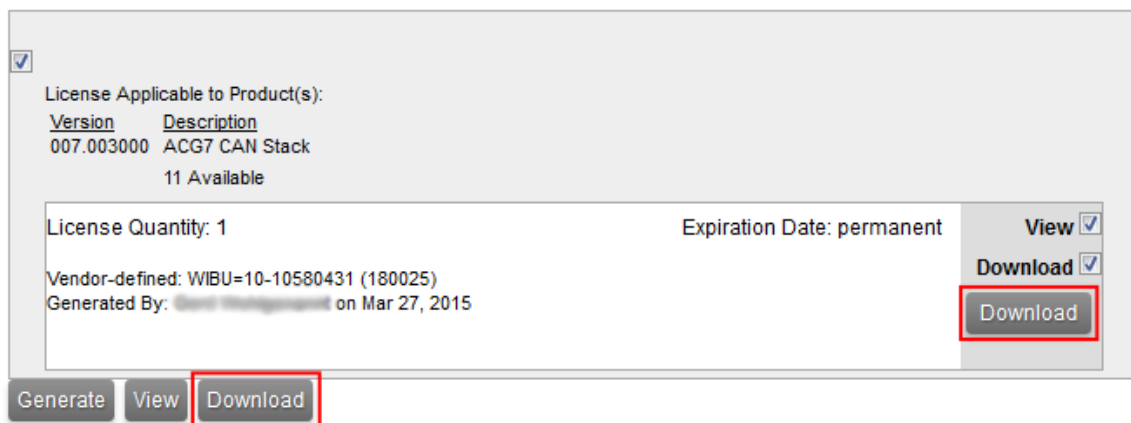 License Applicable to Product(s):
Version Description
007.003000 ACG7 CAN Stack
11 Available
License Quantity: 1 Expiration Date: permanent View
Download
Vendor-defined: WIBU=10-10580431 (180025)
Generated By: on Mar 27, 2015
Download
Generate View Download